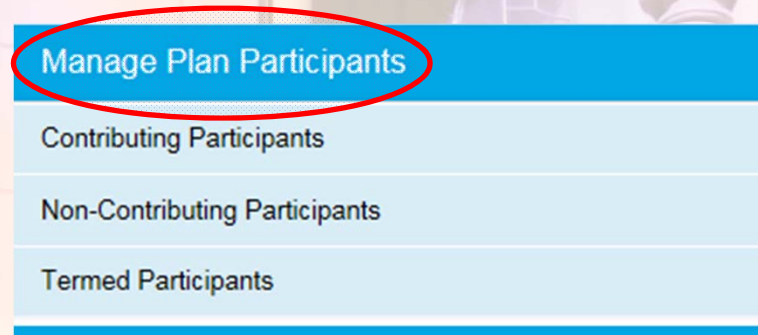 Manage Plan Participants
Contributing Participants
Non-Contributing Participants
Termed Participants